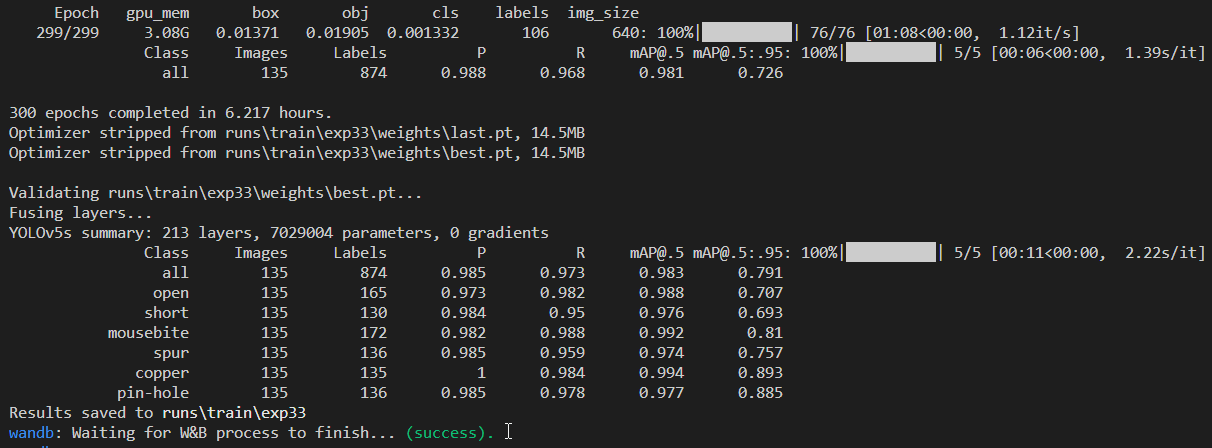 Epoch gpu_mem box obj cls labels img_size
299/299 3.08G 0.01371 0.01905 0.001332 106 640: 100%| | 76/76 [01:08<00:00, 1.12it/s]
Class Images Labels P R mAP@.5 mAP@.5:.95: 100%| | 5/5 [00:06<00:00, 1.39s/it]
all 135 874 0.988 0.968 0.981 0.726
300 epochs completed in 6.217 hours.
Optimizer stripped from runs\train\exp33\weights\last.pt, 14.5MB
Optimizer stripped from runs\train\exp33\weights\best.pt, 14.5MB
Validating runs\train\exp33\weights\best.pt...
Fusing layers...
YOLOv5s summary: 213 layers, 7029004 parameters, 0 gradients
Class Images Labels P R mAP@.5 mAP@.5:.95: 100%| | 5/5 [00:11<00:00, 2.22s/it]
all 135 874 0.985 0.973 0.983 0.791
open 135 165 0.973 0.982 0.988 0.707
short 135 130 0.984 0.95 0.976 0.693
mousebite 135 172 0.982 0.988 0.992 0.81
spur 135 136 0.985 0.959 0.974 0.757
copper 135 135 1 0.984 0.994 0.893
pin-hole 135 136 0.985 0.978 0.977 0.885
Results saved to runs\train\exp33
wandb: Waiting for W&B process to finish... (success).